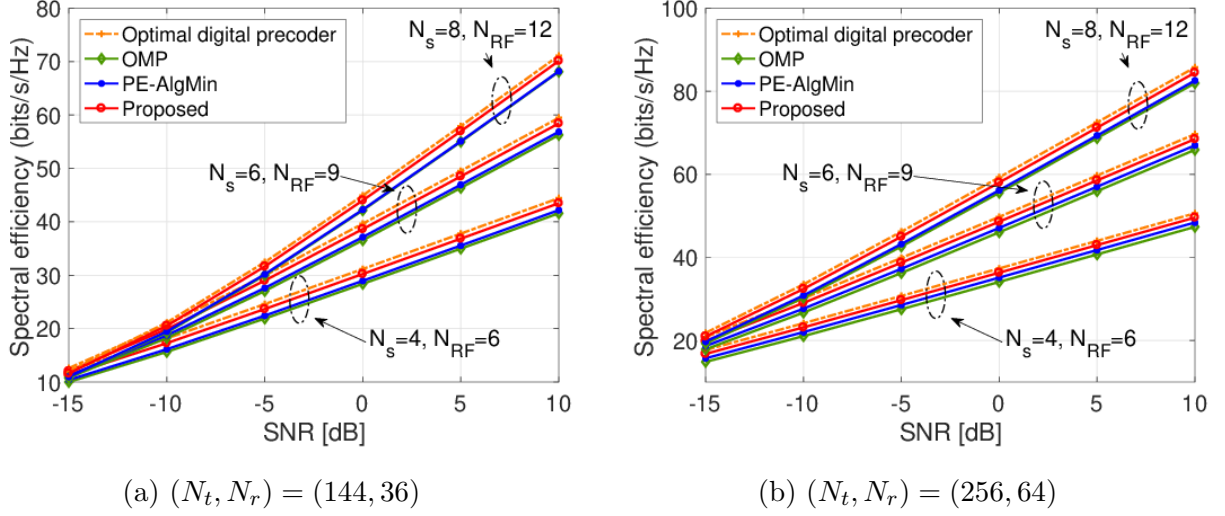 80
70
60
50
40
30
20
10
-15
-10
-5
0
5
10
Spectral efficiency (bits/s/Hz)
SNR [dB]
Optimal digital precoder
OMP
PE-AlgMin
Proposed
N_s=8, N_RF=12
N_s=6, N_RF=9
N_s=4, N_RF=6
(a) (N_t, N_r) = (144, 36)
100
80
60
40
20
-15
-10
-5
0
5
10
Spectral efficiency (bits/s/Hz)
SNR [dB]
Optimal digital precoder
OMP
PE-AlgMin
Proposed
N_s=8, N_RF=12
N_s=6, N_RF=9
N_s=4, N_RF=6
(b) (N_t, N_r) = (256, 64)